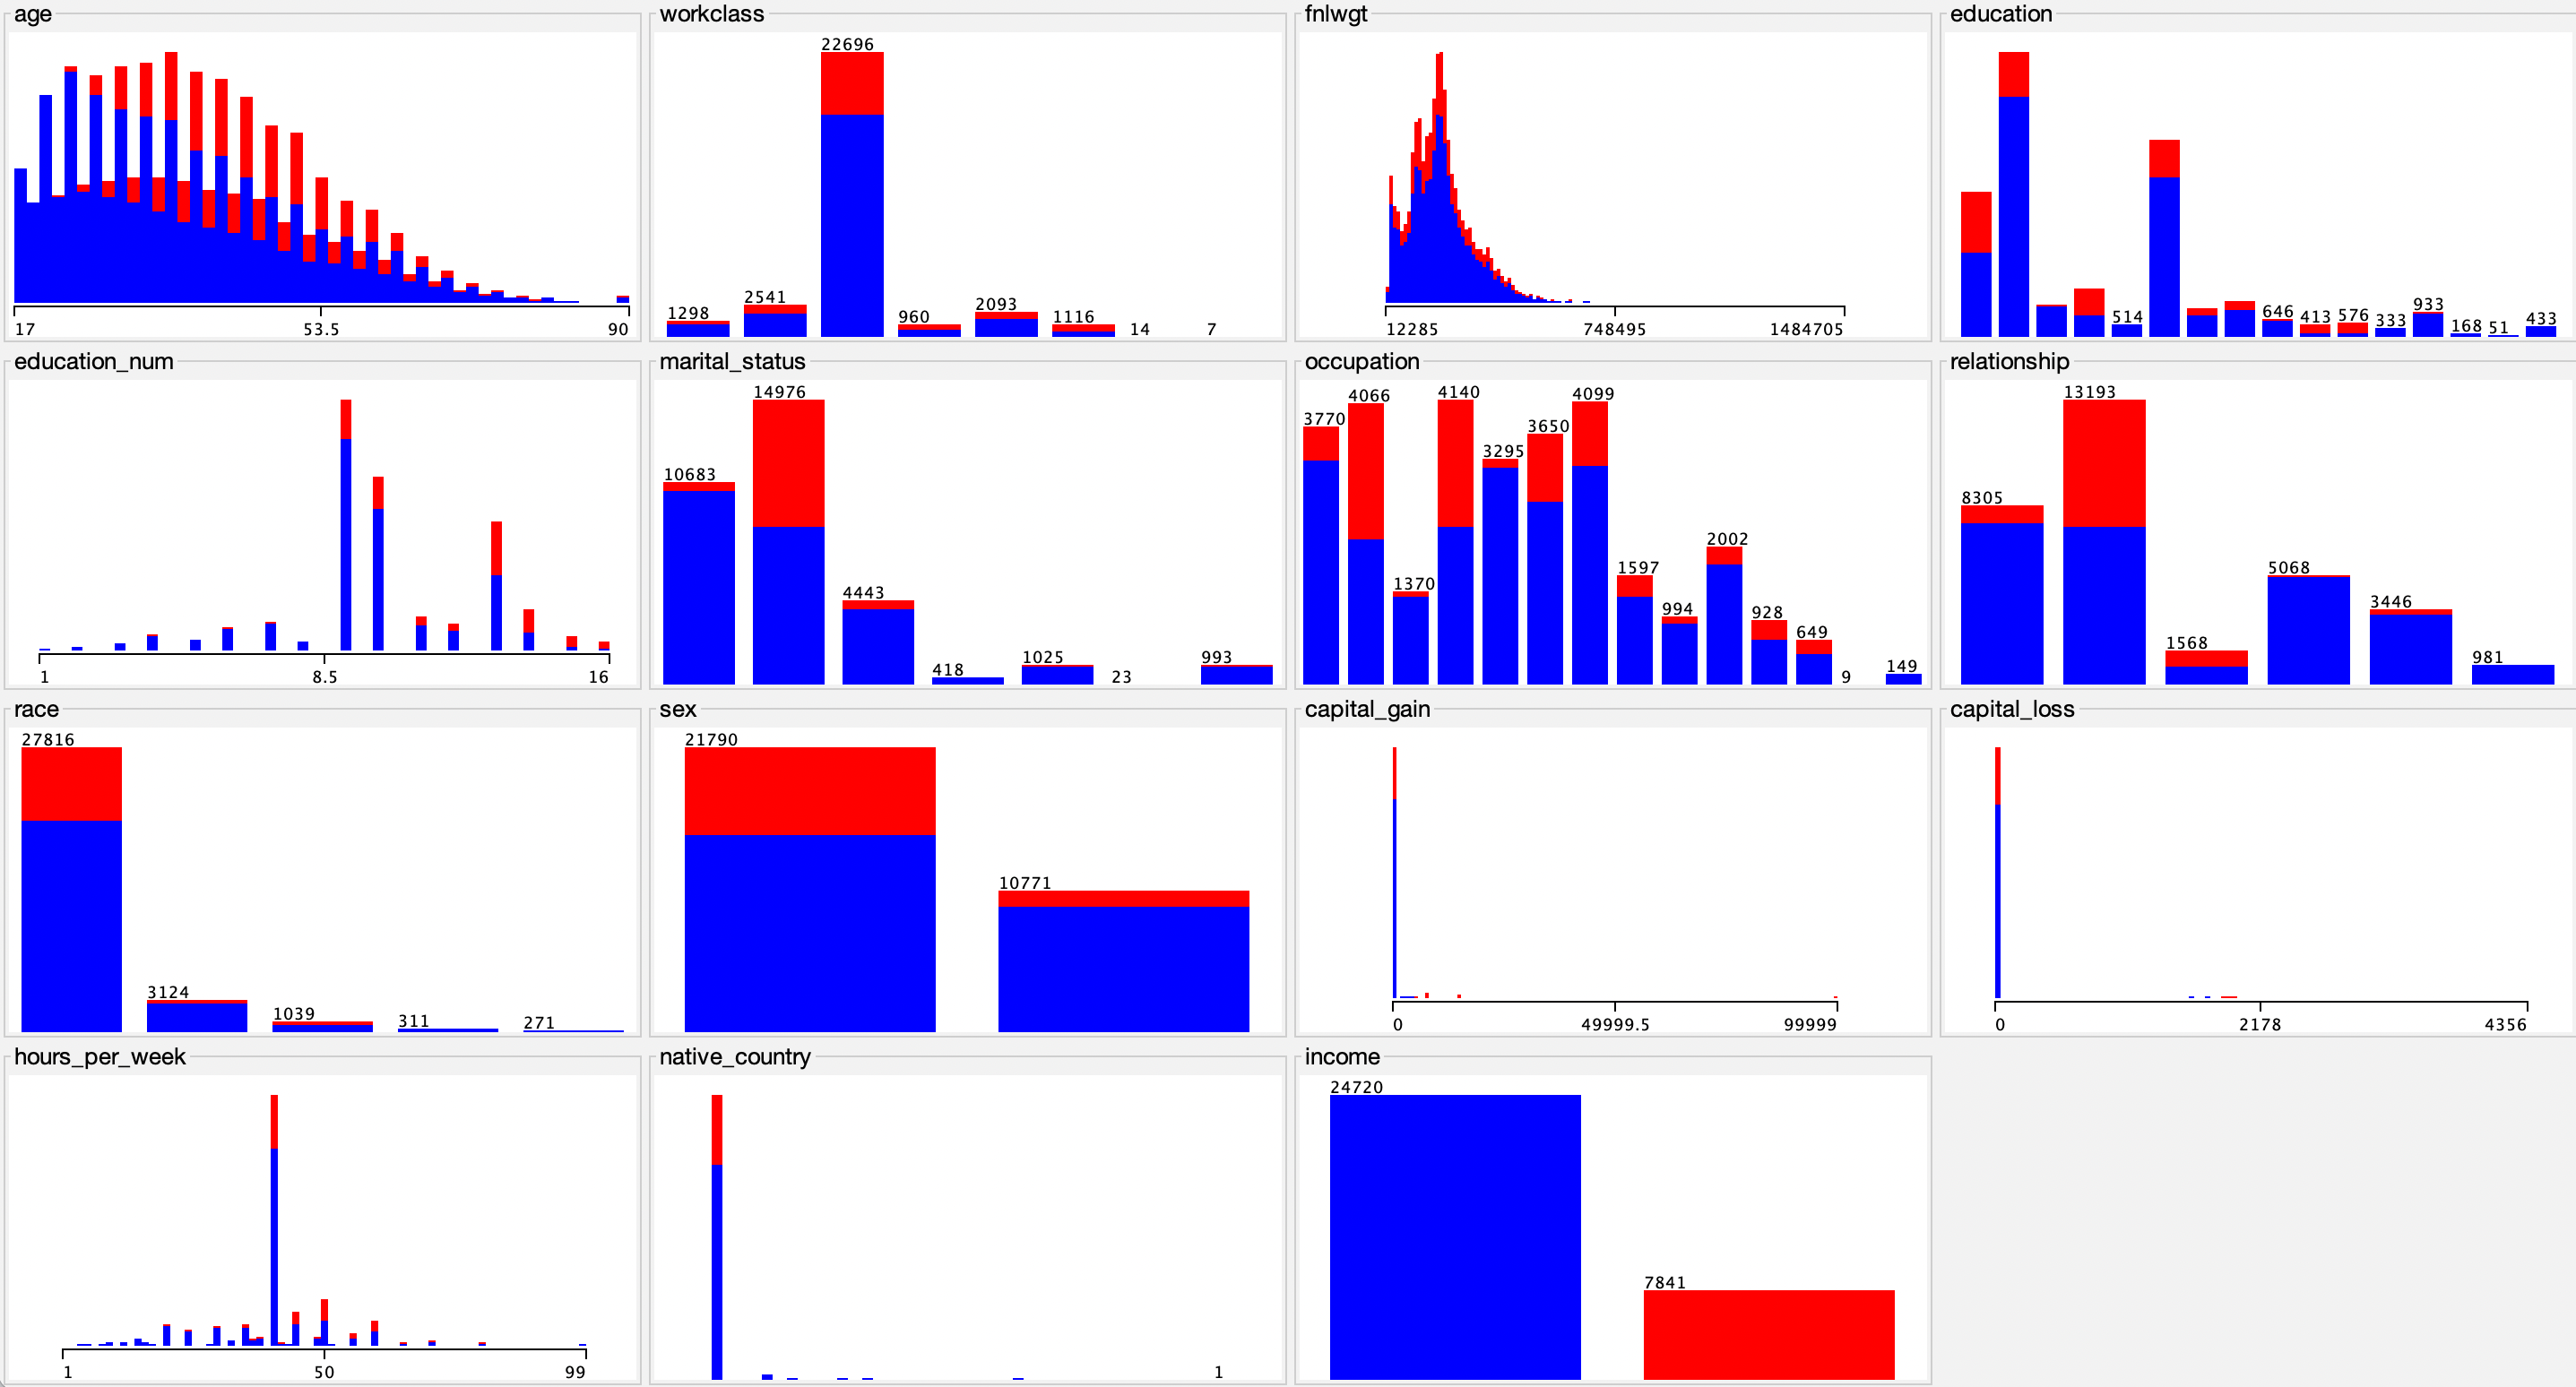 age
17 53.5 90
workclass
22696
1298 2541 960 2093 1116 14 7
fnlwgt
12285 748495 1484705
education
514 646 413 576 333 933 168 51 433
education_num
1 8.5 16
marital_status
14976
10683
4443
418 1025 23 993
occupation
3770 4066 1370 4140 3295 3650 4099 1597 994 2002 928 649 9 149
relationship
13193
8305
1568 5068 3446 981
race
27816
3124 1039 311 271
sex
21790
10771
capital_gain
0 49999.5 99999
capital_loss
0 2178 4356
hours_per_week
1 50 99
native_country
1
income
24720
7841